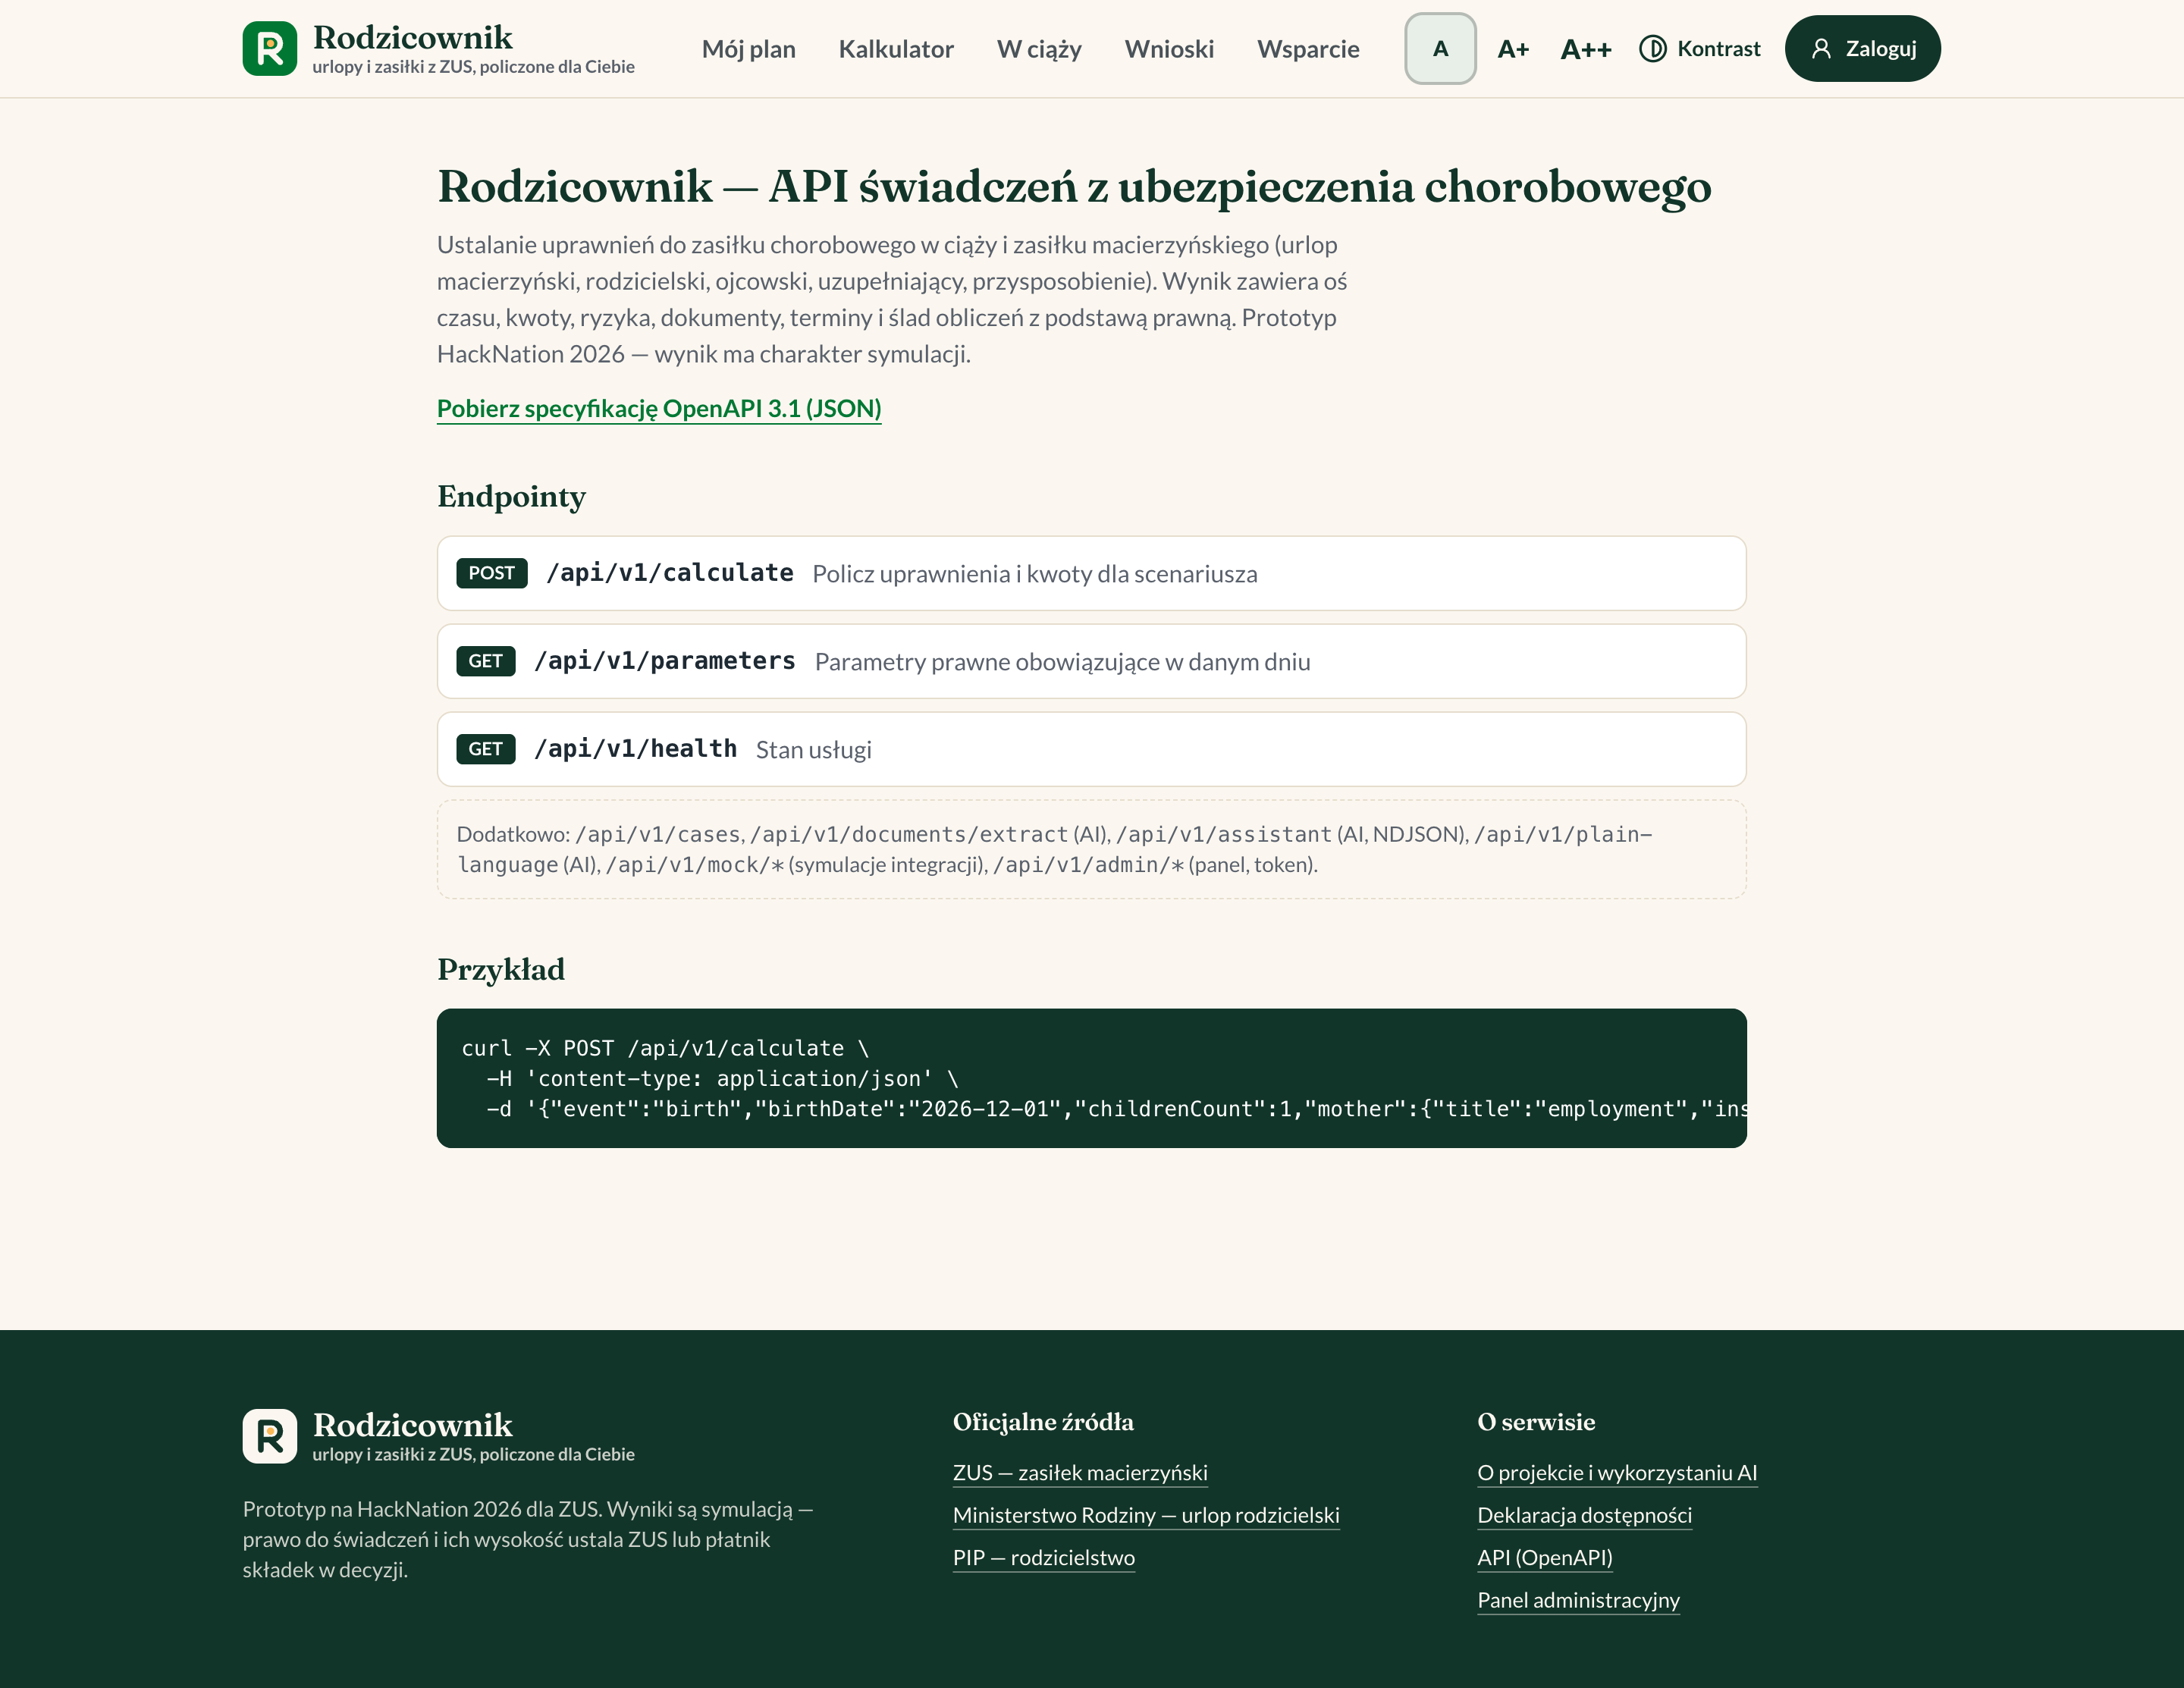 Rodzicownik
urlopy i zasiłki z ZUS, policzone dla Ciebie
Mój plan
Kalkulator
W ciąży
Wnioski
Wsparcie
A
A+
A++
Kontrast
Zaloguj
Rodzicownik — API świadczeń z ubezpieczenia chorobowego
Ustalanie uprawnień do zasiłku chorobowego w ciąży i zasiłku macierzyńskiego (urlop
macierzyński, rodzicielski, ojcowski, uzupełniający, przysposobienie). Wynik zawiera oś
czasu, kwoty, ryzyka, dokumenty, terminy i ślad obliczeń z podstawą prawną. Prototyp
HackNation 2026 — wynik ma charakter symulacji.
Pobierz specyfikację OpenAPI 3.1 (JSON)
Endpointy
POST /api/v1/calculate Policz uprawnienia i kwoty dla scenariusza
GET /api/v1/parameters Parametry prawne obowiązujące w danym dniu
GET /api/v1/health Stan usługi
Dodatkowo: /api/v1/cases, /api/v1/documents/extract (AI), /api/v1/assistant (AI, NDJSON), /api/v1/plain-
language (AI), /api/v1/mock/* (symulacje integracji), /api/v1/admin/* (panel, token).
Przykład
curl -X POST /api/v1/calculate \
-H 'content-type: application/json' \
-d '{"event":"birth","birthDate":"2026-12-01","childrenCount":1,"mother":{"title":"employment","ins
Rodzicownik
urlopy i zasiłki z ZUS, policzone dla Ciebie
Prototyp na HackNation 2026 dla ZUS. Wyniki są symulacją —
prawo do świadczeń i ich wysokość ustala ZUS lub płatnik
składek w decyzji.
Oficjalne źródła
ZUS — zasiłek macierzyński
Ministerstwo Rodziny — urlop rodzicielski
PIP — rodzicielstwo
O serwisie
O projekcie i wykorzystaniu AI
Deklaracja dostępności
API (OpenAPI)
Panel administracyjny